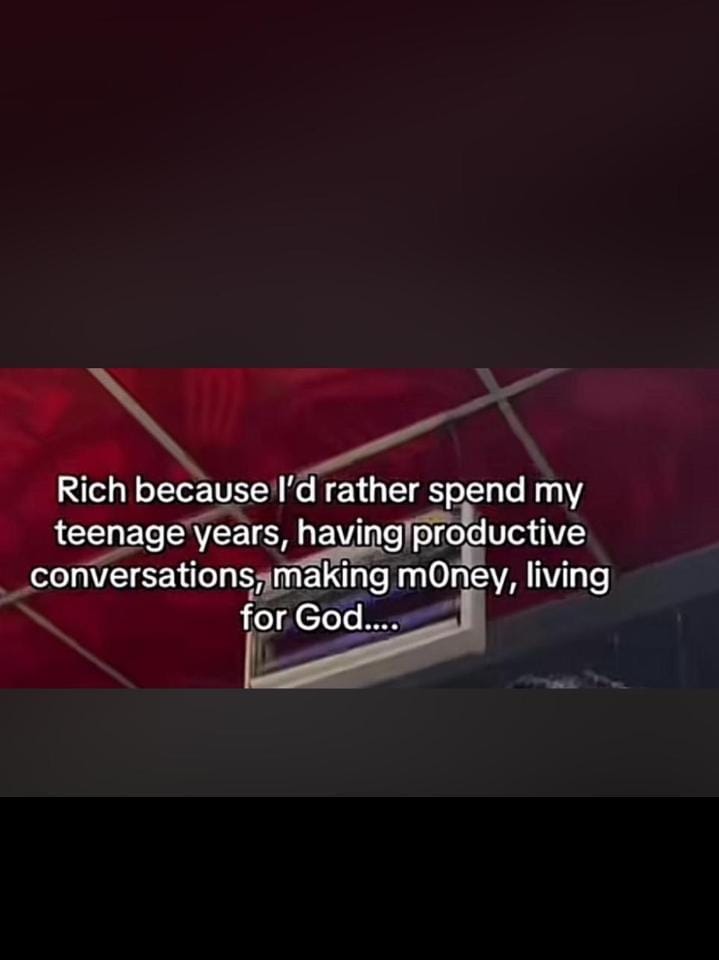 Rich because I'd rather spend my
teenage years, having productive
conversations, making m0ney, living
for God....